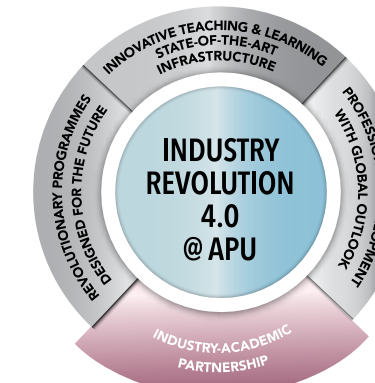 INNOVATIVE TEACHING & LEARNING
STATE-OF-THE-ART
INFRASTRUCTURE
REVOLUTIONARY PROGRAMMES
DESIGNED FOR THE FUTURE
INDUSTRY
REVOLUTION
4.0
@ APU
WITH GLOBAL OUTLOOK
INDUSTRY-ACADEMIC
PARTNERSHIP